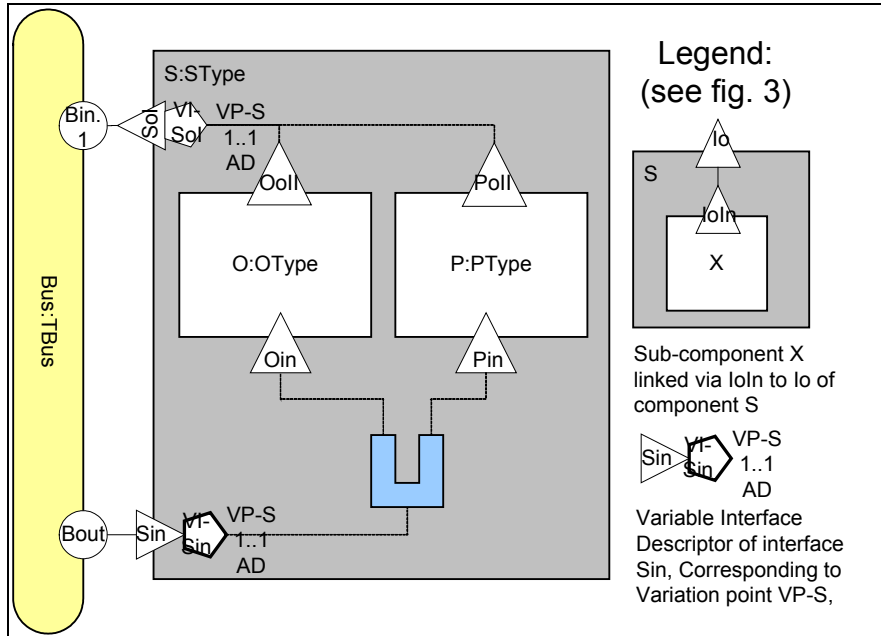 S:SType
Bin.
1
SoI
VI-
SoI
VP-S
1..1
AD
OoII
PoII
O:OType
P:PType
Oin
Pin
Bus:TBus
Bout
Sin
VI-
Sin
VP-S
1..1
AD
Legend:
(see fig. 3)
Io
S
IoIn
X
Sub-component X
linked via IoIn to Io of
component S
Sin
VI-
Sin
VP-S
1..1
AD
Variable Interface
Descriptor of interface
Sin, Corresponding to
Variation point VP-S,